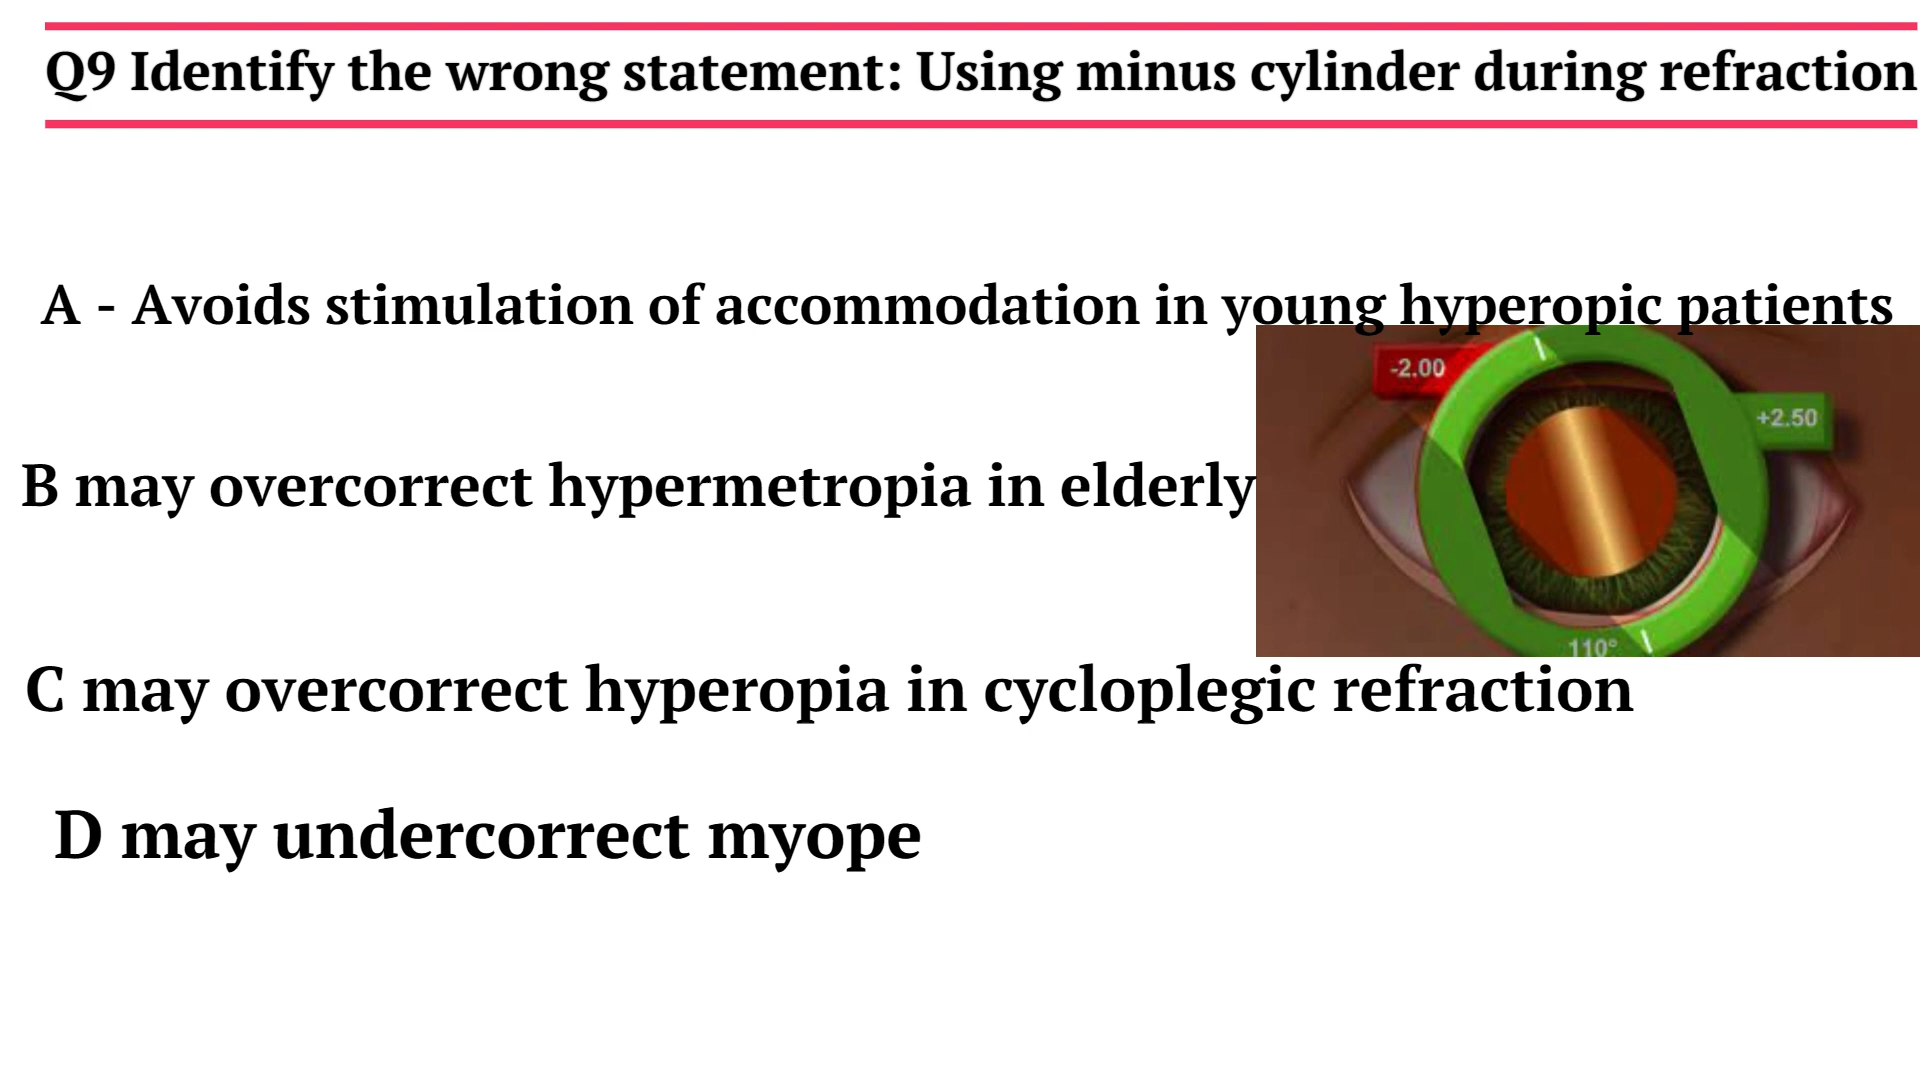 Q9 Identify the wrong statement: Using minus cylinder during refraction
A - Avoids stimulation of accommodation in young hyperopic patients
-2.00
+2.50
B may overcorrect hypermetropia in elderly
110°
C may overcorrect hyperopia in cycloplegic refraction
D may undercorrect myope